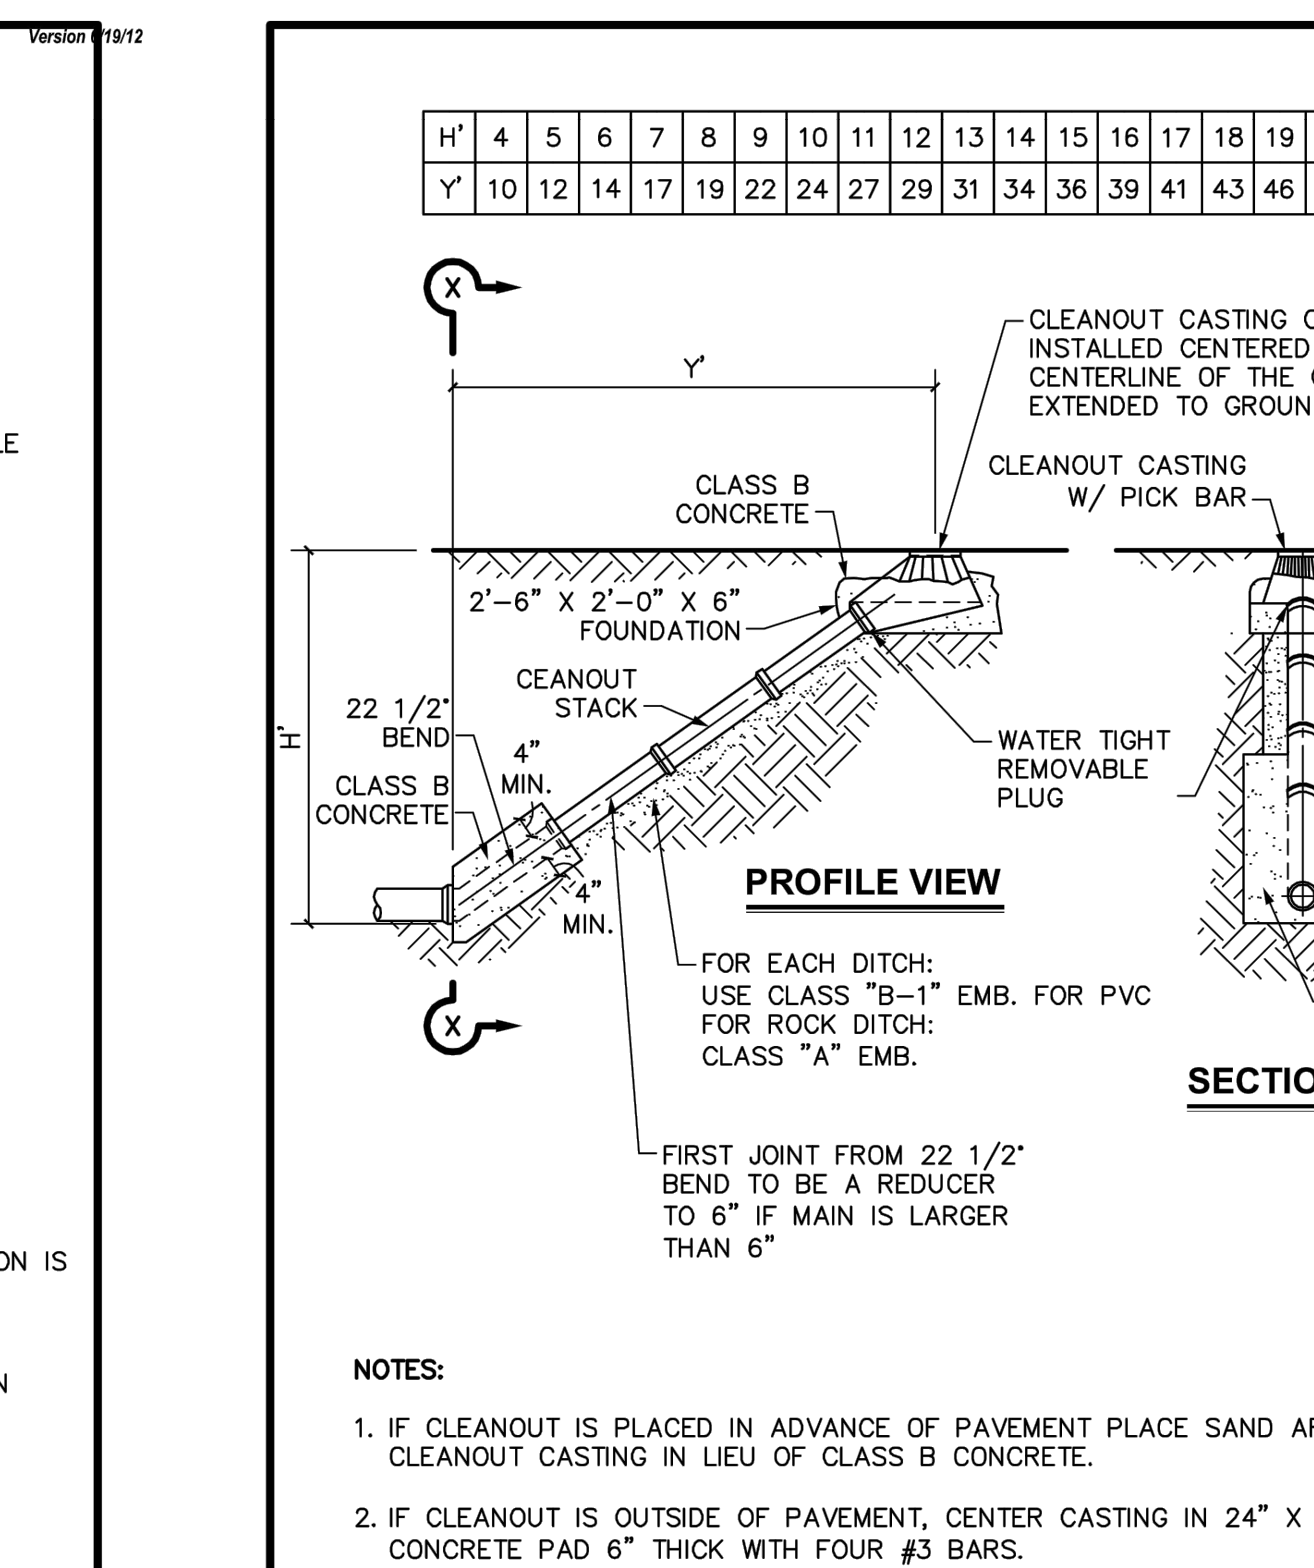 Version 6/19/12
H' 4 5 6 7 8 9 10 11 12 13 14 15 16 17 18 19
Y' 10 12 14 17 19 22 24 27 29 31 34 36 39 41 43 46
X
Y'
CLEANOUT CASTING
INSTALLED CENTERED
CENTERLINE OF THE
EXTENDED TO
CLEANOUT CASTING
W/ PICK BAR
CLASS B
CONCRETE
2'-6" X 2'-0" X 6"
FOUNDATION
CEANOUT
STACK
22 1/2°
BEND
4"
MIN.
H'
CLASS B
CONCRETE
WATER TIGHT
REMOVABLE
PLUG
4"
MIN.
PROFILE VIEW
FOR EACH DITCH:
USE CLASS "B-1" EMB. FOR PVC
FOR ROCK DITCH:
CLASS "A" EMB.
X
FIRST JOINT FROM 22 1/2°
BEND TO BE A REDUCER
TO 6" IF MAIN IS LARGER
THAN 6"
IS
NOTES:
1. IF CLEANOUT IS PLACED IN ADVANCE OF PAVEMENT PLACE SAND
CLEANOUT CASTING IN LIEU OF CLASS B CONCRETE.
2. IF CLEANOUT IS OUTSIDE OF PAVEMENT, CENTER CASTING IN 24" X
CONCRETE PAD 6" THICK WITH FOUR #3 BARS.